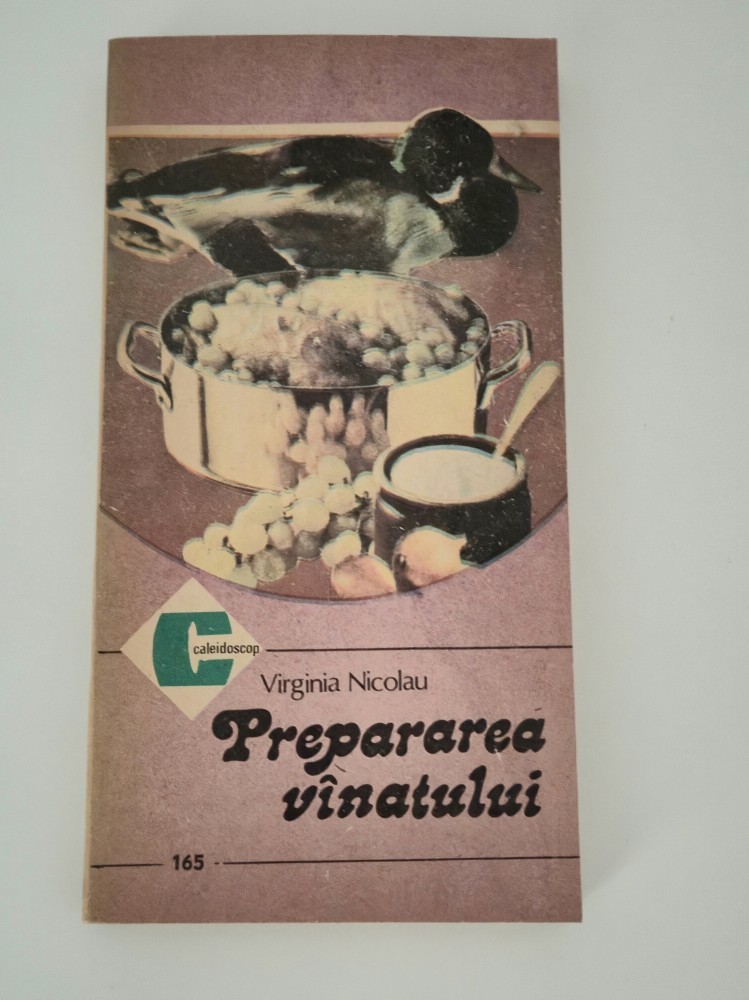 caleidoscop
Virginia Nicolau
Prepararea
vînatului
165